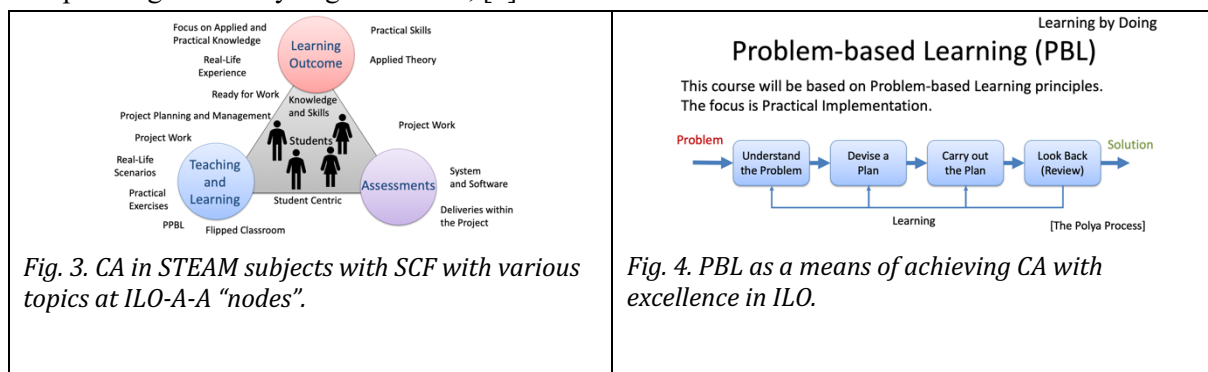 Focus on Applied and
Practical Knowledge
Real-Life
Experience
Ready for Work
Learning
Outcome
Practical Skills
Applied Theory
Knowledge
and Skills
Project Planning and Management
Project Work
Real-Life
Scenarios
Practical
Exercises
PPBL
Flipped Classroom
Teaching
and
Learning
Students
Student Centric
Assessments
Project Work
System
and Software
Deliveries within
the Project
Fig. 3. CA in STEAM subjects with SCF with various
topics at ILO-A-A “nodes”.
Learning by Doing
Problem-based Learning (PBL)
This course will be based on Problem-based Learning principles.
The focus is Practical Implementation.
Problem
Understand
the Problem
Devise a
Plan
Carry out
the Plan
Look Back
(Review)
Solution
Learning
[The Polya Process]
Fig. 4. PBL as a means of achieving CA with
excellence in ILO.